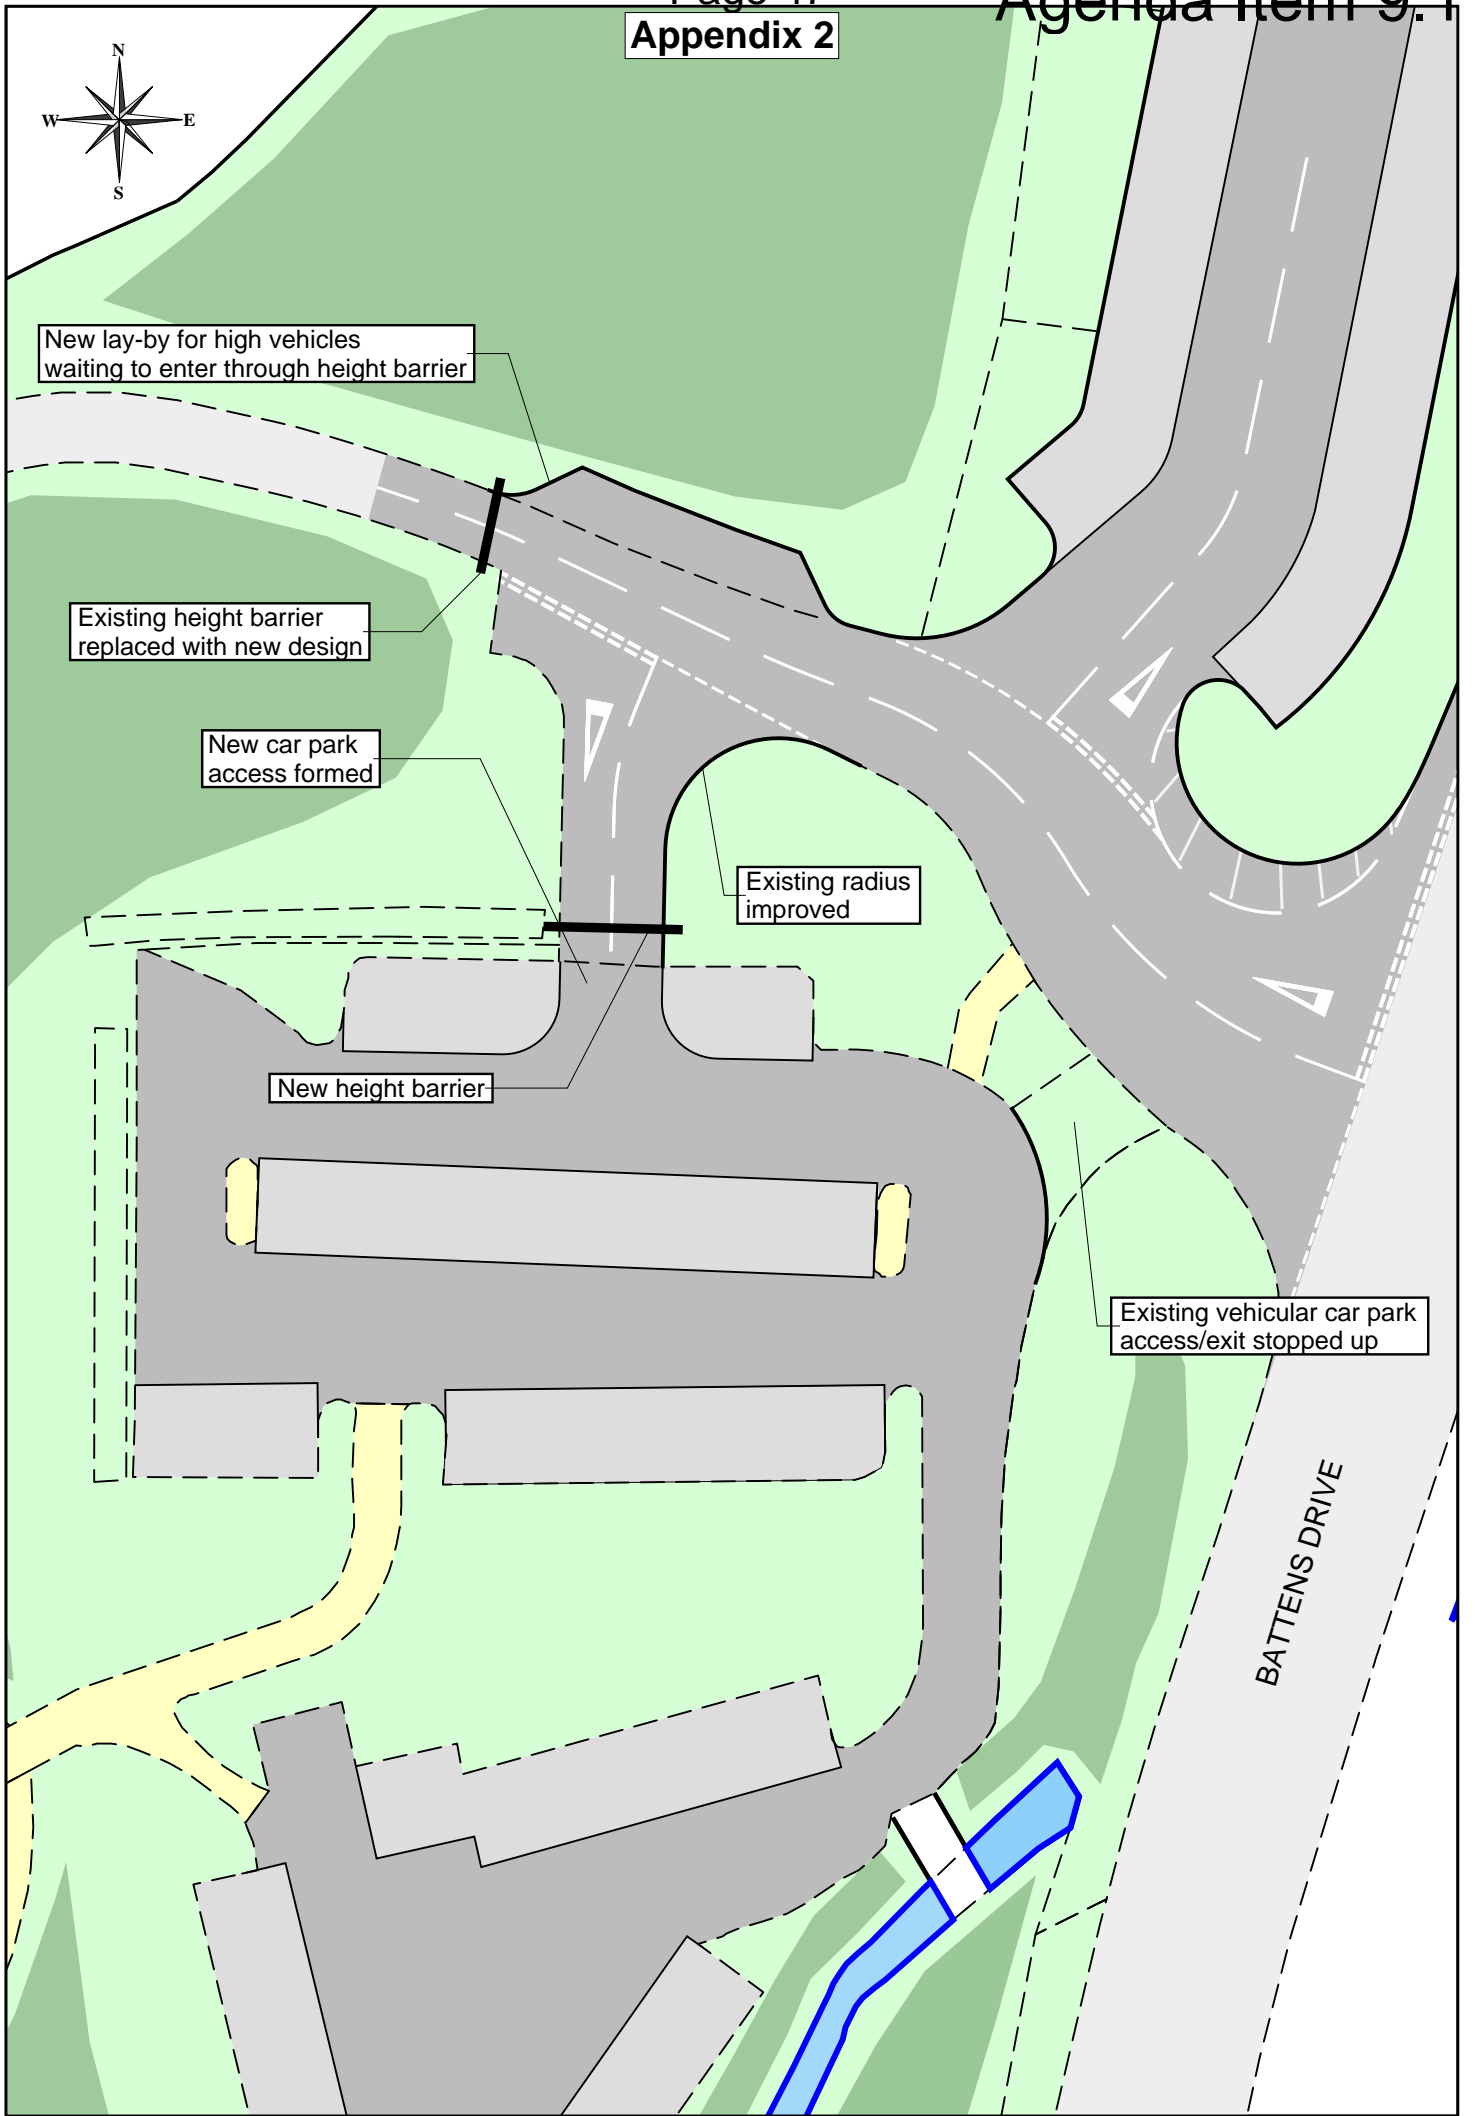 Appendix 2
N
W
E
S
New lay-by for high vehicles
waiting to enter through height barrier
Existing height barrier
replaced with new design
New car park
access formed
Existing radius
improved
New height barrier
Existing vehicular car park
access/exit stopped up
BATTENS DRIVE